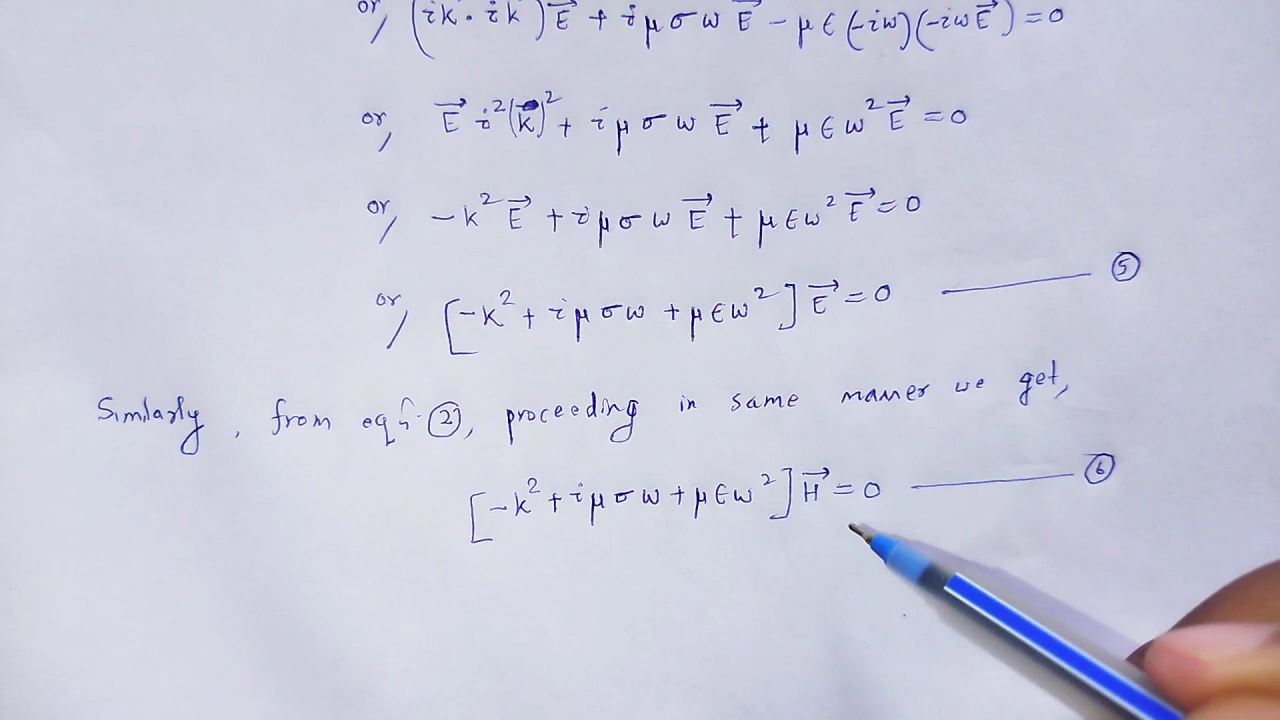 or, (ik · ik) E⃗ + iμσω E⃗ − μϵ(−iω)(−iωE⃗) = 0
or, E⃗ i²(k⃗)² + iμσω E⃗ + μϵω² E⃗ = 0
or, −k² E⃗ + iμσω E⃗ + μϵω² E⃗ = 0
or, [−k² + iμσω + μϵω²] E⃗ = 0 —— ⑤
Similarly, from eqⁿ. ②, proceeding in same manner we get,
[−k² + iμσω + μϵω²] H⃗ = 0 —— ⑥